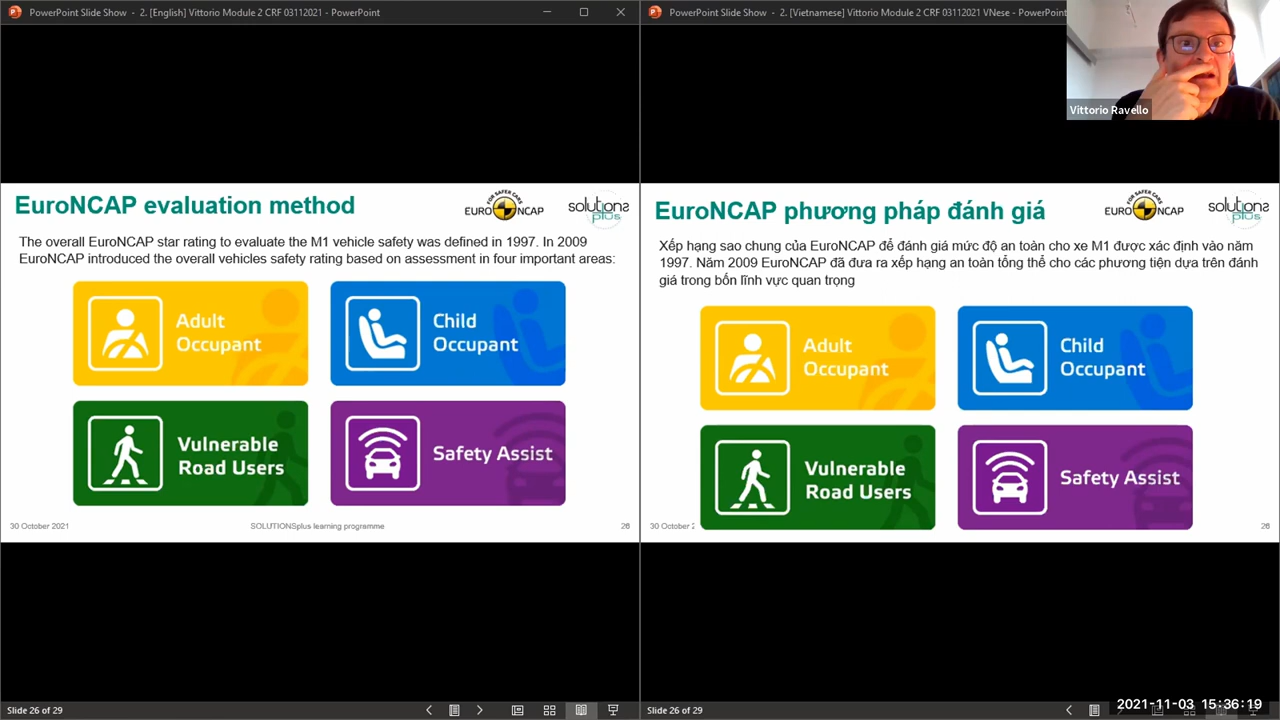 PowerPoint Slide Show - 2. [English] Vittorio Module 2 CRF 03112021 - PowerPoint
EuroNCAP evaluation method
FOR SAFER CARS
EURO NCAP
solutions
plus
The overall EuroNCAP star rating to evaluate the M1 vehicle safety was defined in 1997. In 2009
EuroNCAP introduced the overall vehicles safety rating based on assessment in four important areas:
Adult
Occupant
Child
Occupant
Vulnerable
Road Users
Safety Assist
30 October 2021
SOLUTIONSplus learning programme
26
Slide 26 of 29
PowerPoint Slide Show - 2. [Vietnamese] Vittorio Module 2 CRF 03112021 VNese - PowerPoint
Vittorio Ravello
EuroNCAP phương pháp đánh giá
FOR SAFER CARS
EURO NCAP
solutions
plus
Xếp hạng sao chung của EuroNCAP để đánh giá mức độ an toàn cho xe M1 được xác định vào năm
1997. Năm 2009 EuroNCAP đã đưa ra xếp hạng an toàn tổng thể cho các phương tiện dựa trên đánh
giá trong bốn lĩnh vực quan trọng
Adult
Occupant
Child
Occupant
Vulnerable
Road Users
Safety Assist
30 October 2
26
Slide 26 of 29
2021-11-03 15:36:19